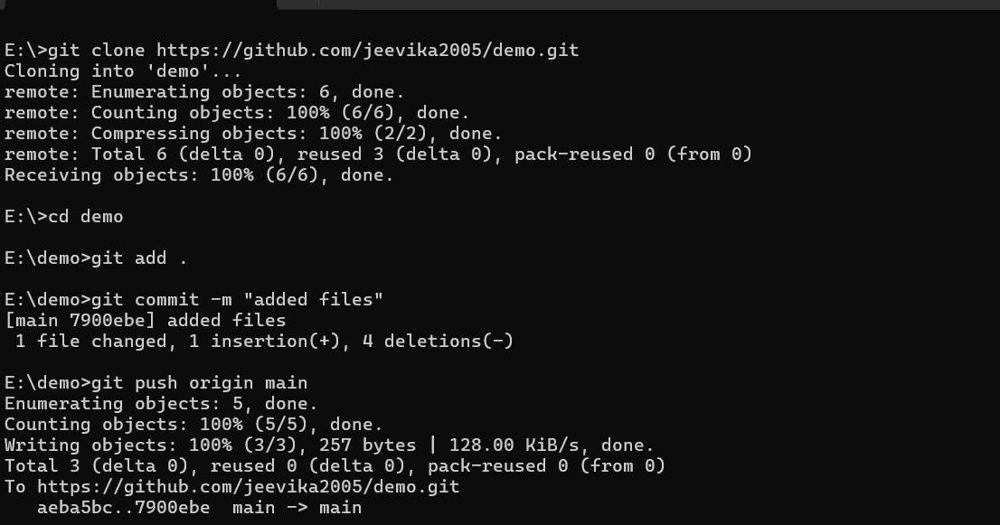 E:\>git clone https://github.com/jeevika2005/demo.git
Cloning into 'demo'...
remote: Enumerating objects: 6, done.
remote: Counting objects: 100% (6/6), done.
remote: Compressing objects: 100% (2/2), done.
remote: Total 6 (delta 0), reused 3 (delta 0), pack-reused 0 (from 0)
Receiving objects: 100% (6/6), done.
E:\>cd demo
E:\demo>git add .
E:\demo>git commit -m "added files"
[main 7900ebe] added files
 1 file changed, 1 insertion(+), 4 deletions(-)
E:\demo>git push origin main
Enumerating objects: 5, done.
Counting objects: 100% (5/5), done.
Writing objects: 100% (3/3), 257 bytes | 128.00 KiB/s, done.
Total 3 (delta 0), reused 0 (delta 0), pack-reused 0 (from 0)
To https://github.com/jeevika2005/demo.git
   aeba5bc..7900ebe  main -> main